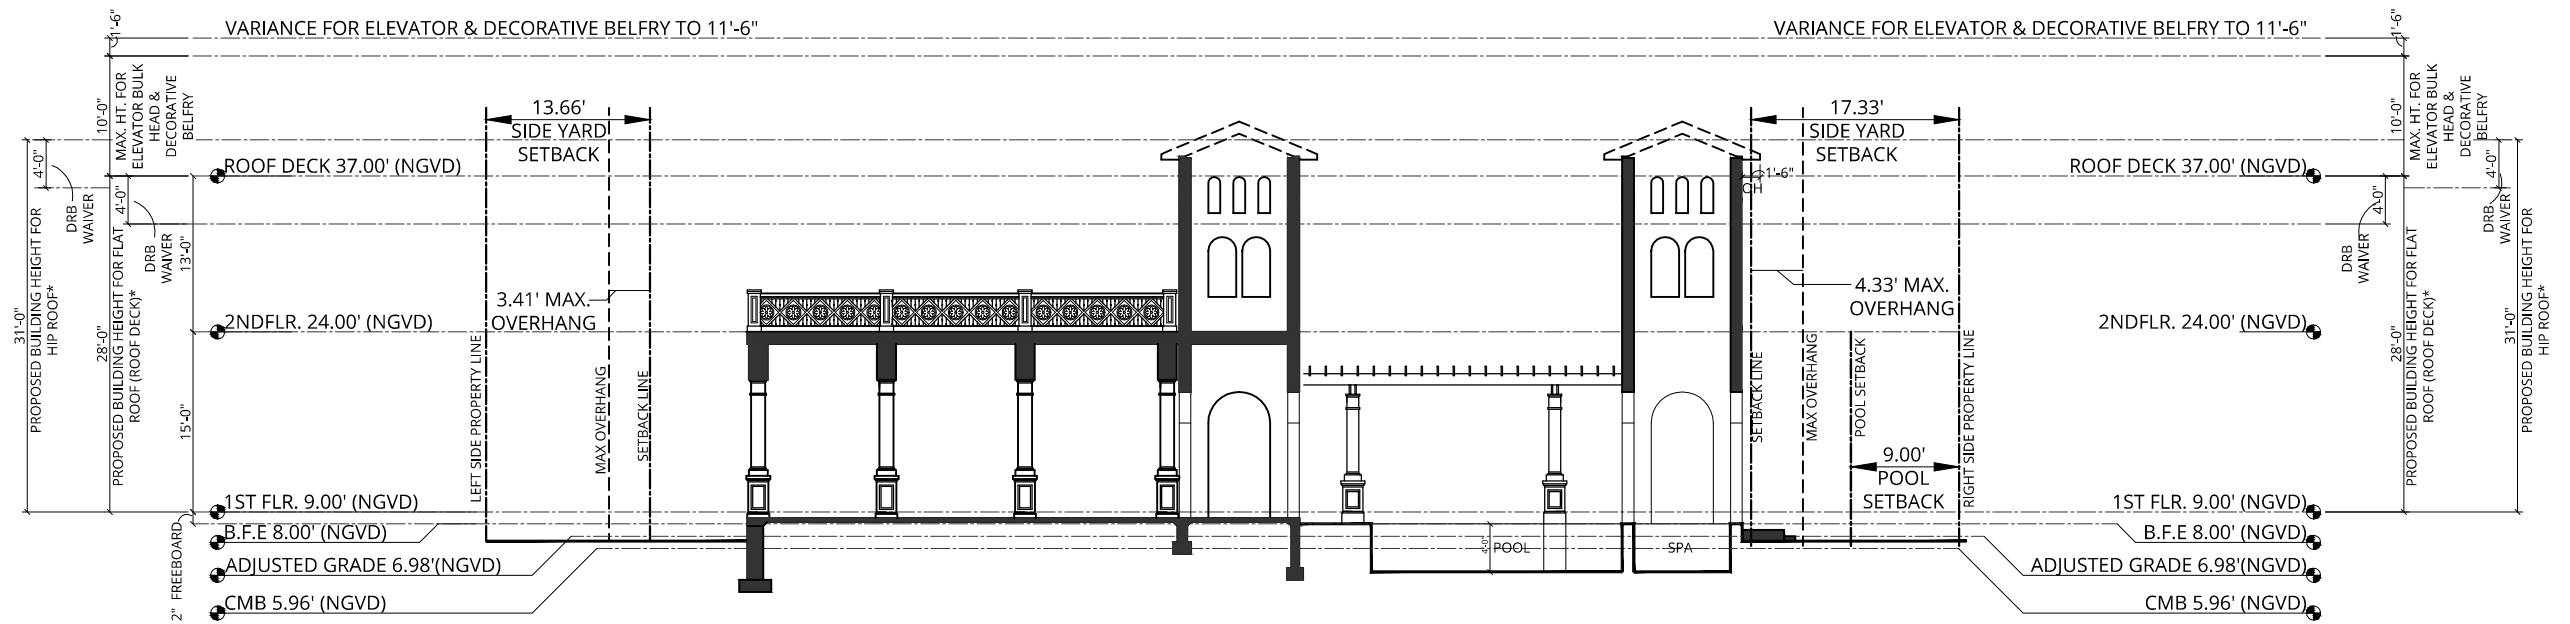 VARIANCE FOR ELEVATOR & DECORATIVE BELFRY TO 11'-6"
VARIANCE FOR ELEVATOR & DECORATIVE BELFRY TO 11'-6"
1'-6"
10'-0"
MAX. HT. FOR
ELEVATOR BULK
HEAD &
DECORATIVE
BELFRY
4'-0"
DRB
WAIVER
4'-0"
DRB
WAIVER
31'-0"
PROPOSED BUILDING HEIGHT FOR
HIP ROOF*
28'-0"
PROPOSED BUILDING HEIGHT FOR FLAT
ROOF (ROOF DECK)*
13'-0"
15'-0"
2" FREEBOARD
ROOF DECK 37.00' (NGVD)
2NDFLR. 24.00' (NGVD)
1ST FLR. 9.00' (NGVD)
B.F.E 8.00' (NGVD)
ADJUSTED GRADE 6.98'(NGVD)
CMB 5.96' (NGVD)
13.66'
SIDE YARD
SETBACK
3.41' MAX.
OVERHANG
LEFT SIDE PROPERTY LINE
MAX OVERHANG
SETBACK LINE
4'-0"
POOL
SPA
1'-6"
OH
17.33'
SIDE YARD
SETBACK
4.33' MAX.
OVERHANG
SETBACK LINE
MAX OVERHANG
POOL SETBACK
9.00'
POOL
SETBACK
RIGHT SIDE PROPERTY LINE
ROOF DECK 37.00' (NGVD)
2NDFLR. 24.00' (NGVD)
1ST FLR. 9.00' (NGVD)
B.F.E 8.00' (NGVD)
ADJUSTED GRADE 6.98'(NGVD)
CMB 5.96' (NGVD)
1'-6"
10'-0"
MAX. HT. FOR
ELEVATOR BULK
HEAD &
DECORATIVE
BELFRY
4'-0"
DRB
WAIVER
4'-0"
DRB
WAIVER
28'-0"
PROPOSED BUILDING HEIGHT FOR FLAT
ROOF (ROOF DECK)*
31'-0"
PROPOSED BUILDING HEIGHT FOR
HIP ROOF*